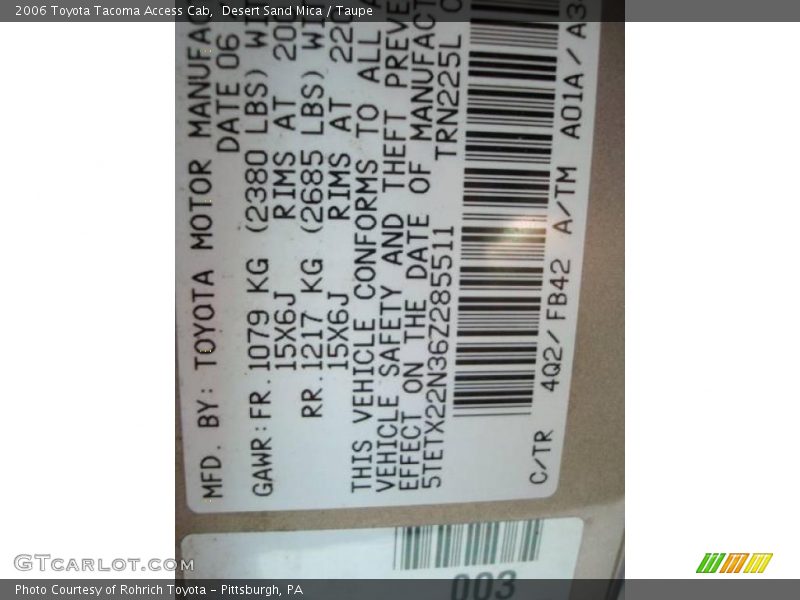 2006 Toyota Tacoma Access Cab, Desert Sand Mica / Taupe
MFD. BY: TOYOTA MOTOR MANUFAC
DATE 06
GAWR: FR. 1079 KG (2380 LBS) WI
15X6J RIMS AT 200
RR. 1217 KG (2685 LBS) WI
15X6J RIMS AT 220
THIS VEHICLE CONFORMS TO ALL
VEHICLE SAFETY AND THEFT PREVE
EFFECT ON THE DATE OF MANUFACT
5TETX22N36Z285511 TRN225L
C/TR 4Q2/FB42 A/TM A01A/A3
003
GTCARLOT.COM
Photo Courtesy of Rohrich Toyota - Pittsburgh, PA